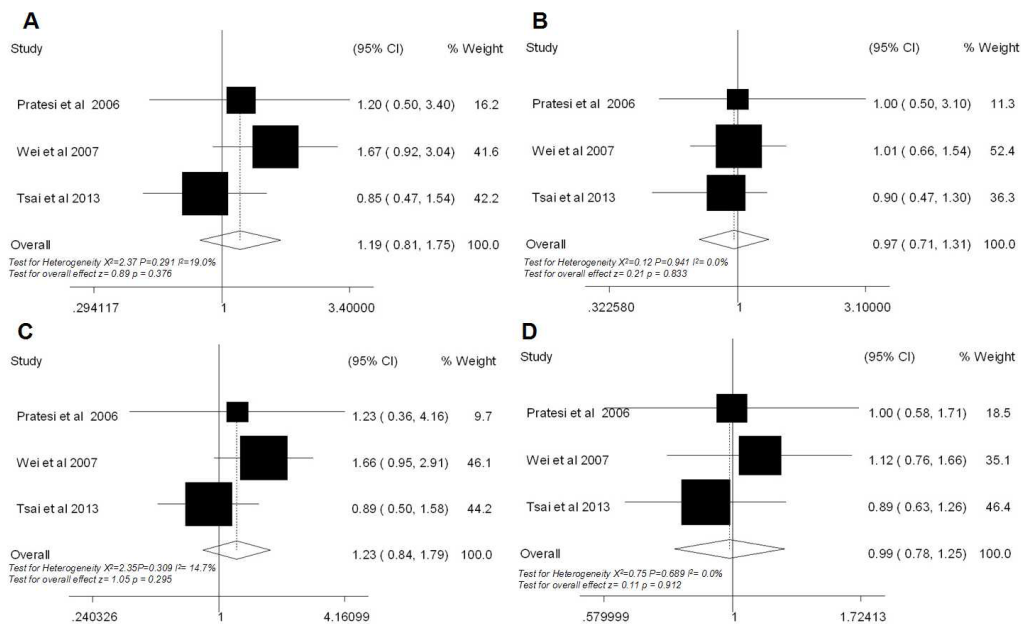 A
Study (95% CI) % Weight
Pratesi et al 2006 1.20 ( 0.50, 3.40) 16.2
Wei et al 2007 1.67 ( 0.92, 3.04) 41.6
Tsai et al 2013 0.85 ( 0.47, 1.54) 42.2
Overall 1.19 ( 0.81, 1.75) 100.0
Test for Heterogeneity X²=2.37 P=0.291 I²=19.0%
Test for overall effect z= 0.89 p = 0.376
.294117 1 3.40000
B
Study (95% CI) % Weight
Pratesi et al 2006 1.00 ( 0.50, 3.10) 11.3
Wei et al 2007 1.01 ( 0.66, 1.54) 52.4
Tsai et al 2013 0.90 ( 0.47, 1.30) 36.3
Overall 0.97 ( 0.71, 1.31) 100.0
Test for Heterogeneity X²=0.12 P=0.941 I²= 0.0%
Test for overall effect z= 0.21 p = 0.833
.322580 1 3.10000
C
Study (95% CI) % Weight
Pratesi et al 2006 1.23 ( 0.36, 4.16) 9.7
Wei et al 2007 1.66 ( 0.95, 2.91) 46.1
Tsai et al 2013 0.89 ( 0.50, 1.58) 44.2
Overall 1.23 ( 0.84, 1.79) 100.0
Test for Heterogeneity X²=2.35P=0.309 I²= 14.7%
Test for overall effect z= 1.05 p = 0.295
.240326 1 4.16099
D
Study (95% CI) % Weight
Pratesi et al 2006 1.00 ( 0.58, 1.71) 18.5
Wei et al 2007 1.12 ( 0.76, 1.66) 35.1
Tsai et al 2013 0.89 ( 0.63, 1.26) 46.4
Overall 0.99 ( 0.78, 1.25) 100.0
Test for Heterogeneity X²=0.75 P=0.689 I²= 0.0%
Test for overall effect z= 0.11 p = 0.912
.579999 1 1.72413